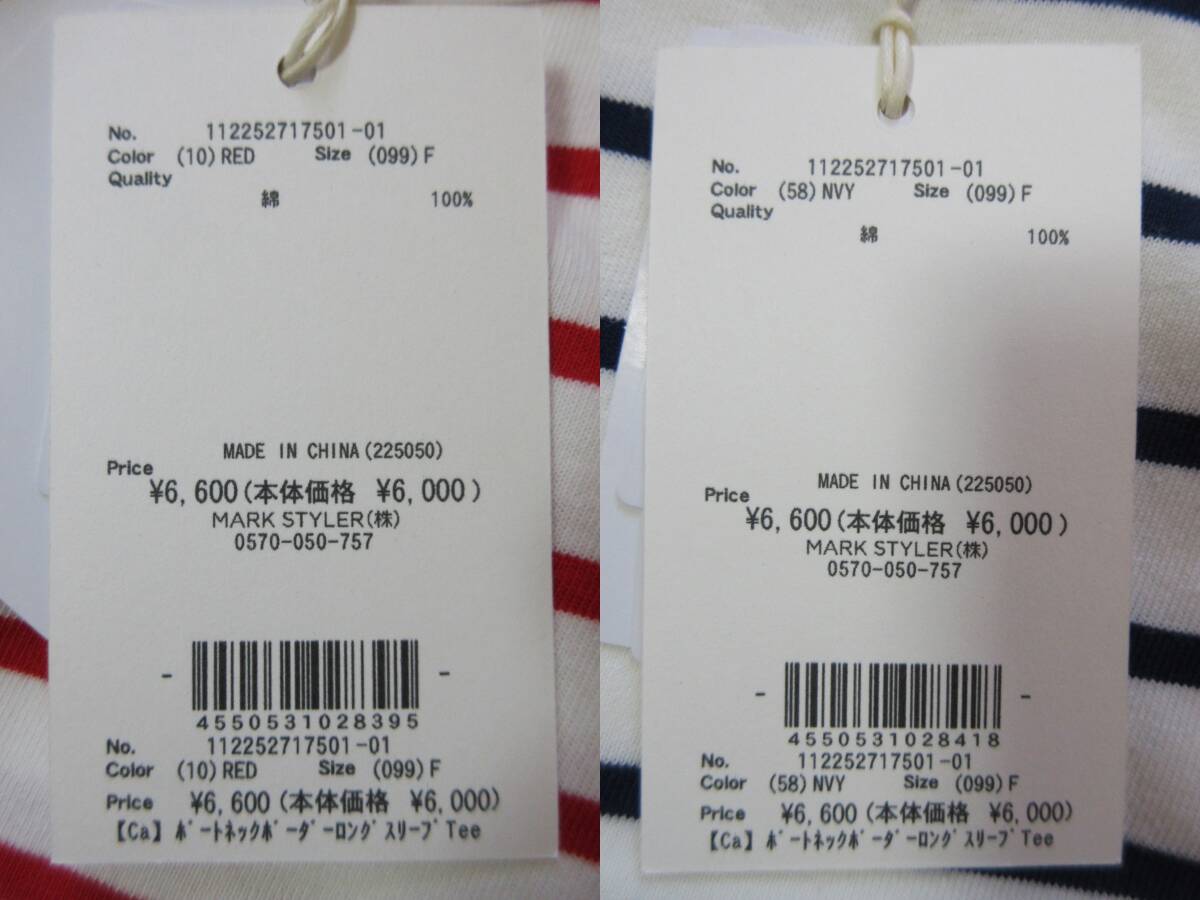 No. 112252717501-01
Color (10) RED Size (099) F
Quality
綿 100%
MADE IN CHINA (225050)
Price
¥6,600(本体価格 ¥6,000)
MARK STYLER(株)
0570-050-757
- -
4550531028395
No. 112252717501-01
Color (10) RED Size (099) F
Price ¥6,600(本体価格 ¥6,000)
【Ca】ﾎﾞｰﾄﾈｯｸﾎﾞｰﾀﾞｰﾛﾝｸﾞｽﾘｰﾌﾞTee
No. 112252717501-01
Color (58) NVY Size (099) F
Quality
綿 100%
MADE IN CHINA (225050)
Price
¥6,600(本体価格 ¥6,000)
MARK STYLER(株)
0570-050-757
- -
4550531028418
No. 112252717501-01
Color (58) NVY Size (099) F
Price ¥6,600(本体価格 ¥6,000)
【Ca】ﾎﾞｰﾄﾈｯｸﾎﾞｰﾀﾞｰﾛﾝｸﾞｽﾘｰﾌﾞTee